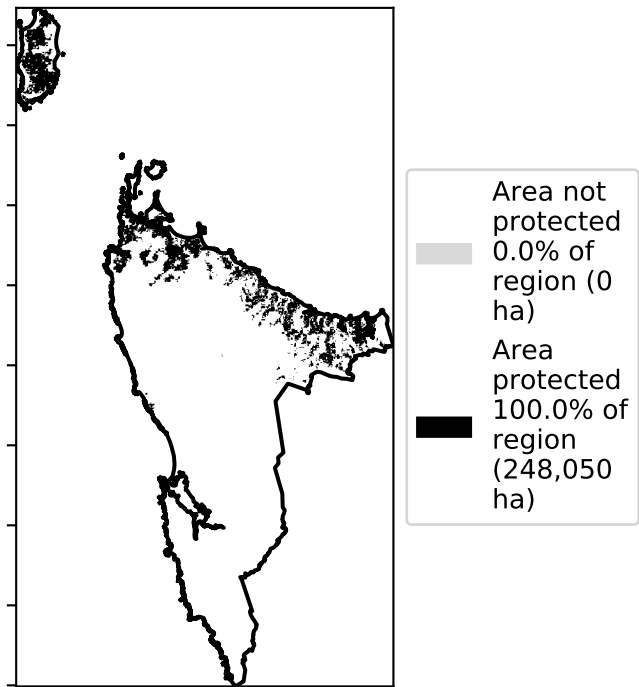 Area not
protected
0.0% of
region (0
ha)
Area
protected
100.0% of
region
(248,050
ha)